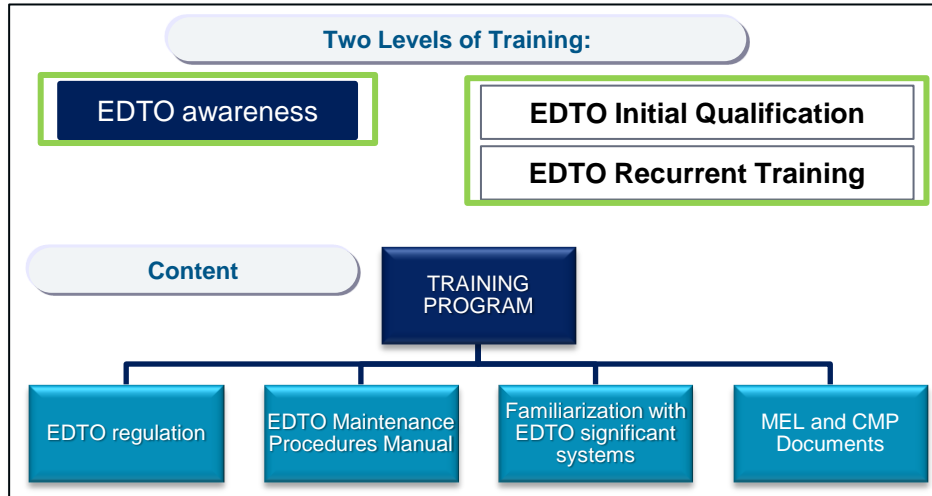 Two Levels of Training:
EDTO awareness
EDTO Initial Qualification
EDTO Recurrent Training
Content
TRAINING
PROGRAM
EDTO regulation
EDTO Maintenance
Procedures Manual
Familiarization with
EDTO significant
systems
MEL and CMP
Documents